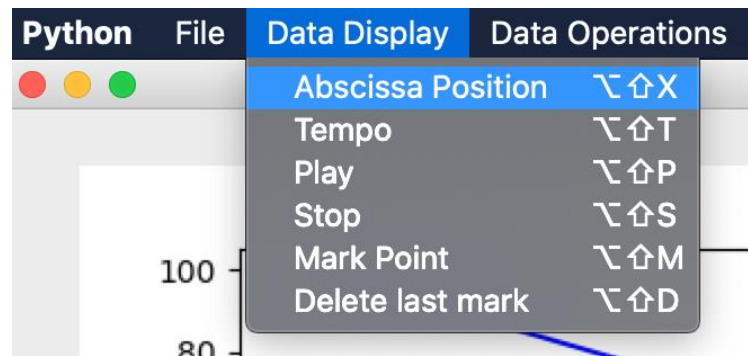 Python File Data Display Data Operations
Abscissa Position ⌥⇧X
Tempo ⌥⇧T
Play ⌥⇧P
Stop ⌥⇧S
100
Mark Point ⌥⇧M
Delete last mark ⌥⇧D
80